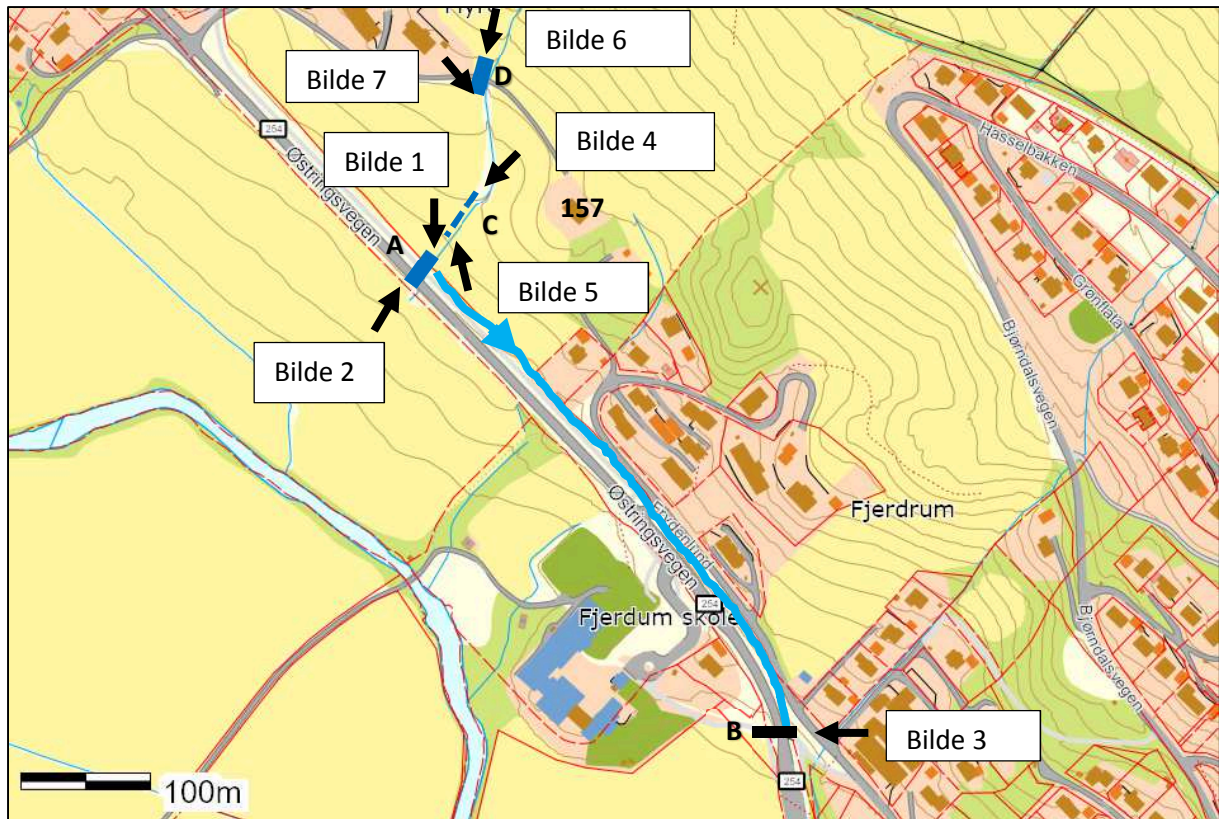 Bilde 6
D
Bilde 7
254
Bilde 4
Bilde 1
Østringsvegen
Hasselbakken
157
C
A
Grønflata
Bilde 5
Bjørndalsvegen
Bilde 2
Østringsvegen
Frydenlund
Fjerdrum
254
Fjerdum skole
Bjørndalsvegen
B
Bilde 3
254
100m